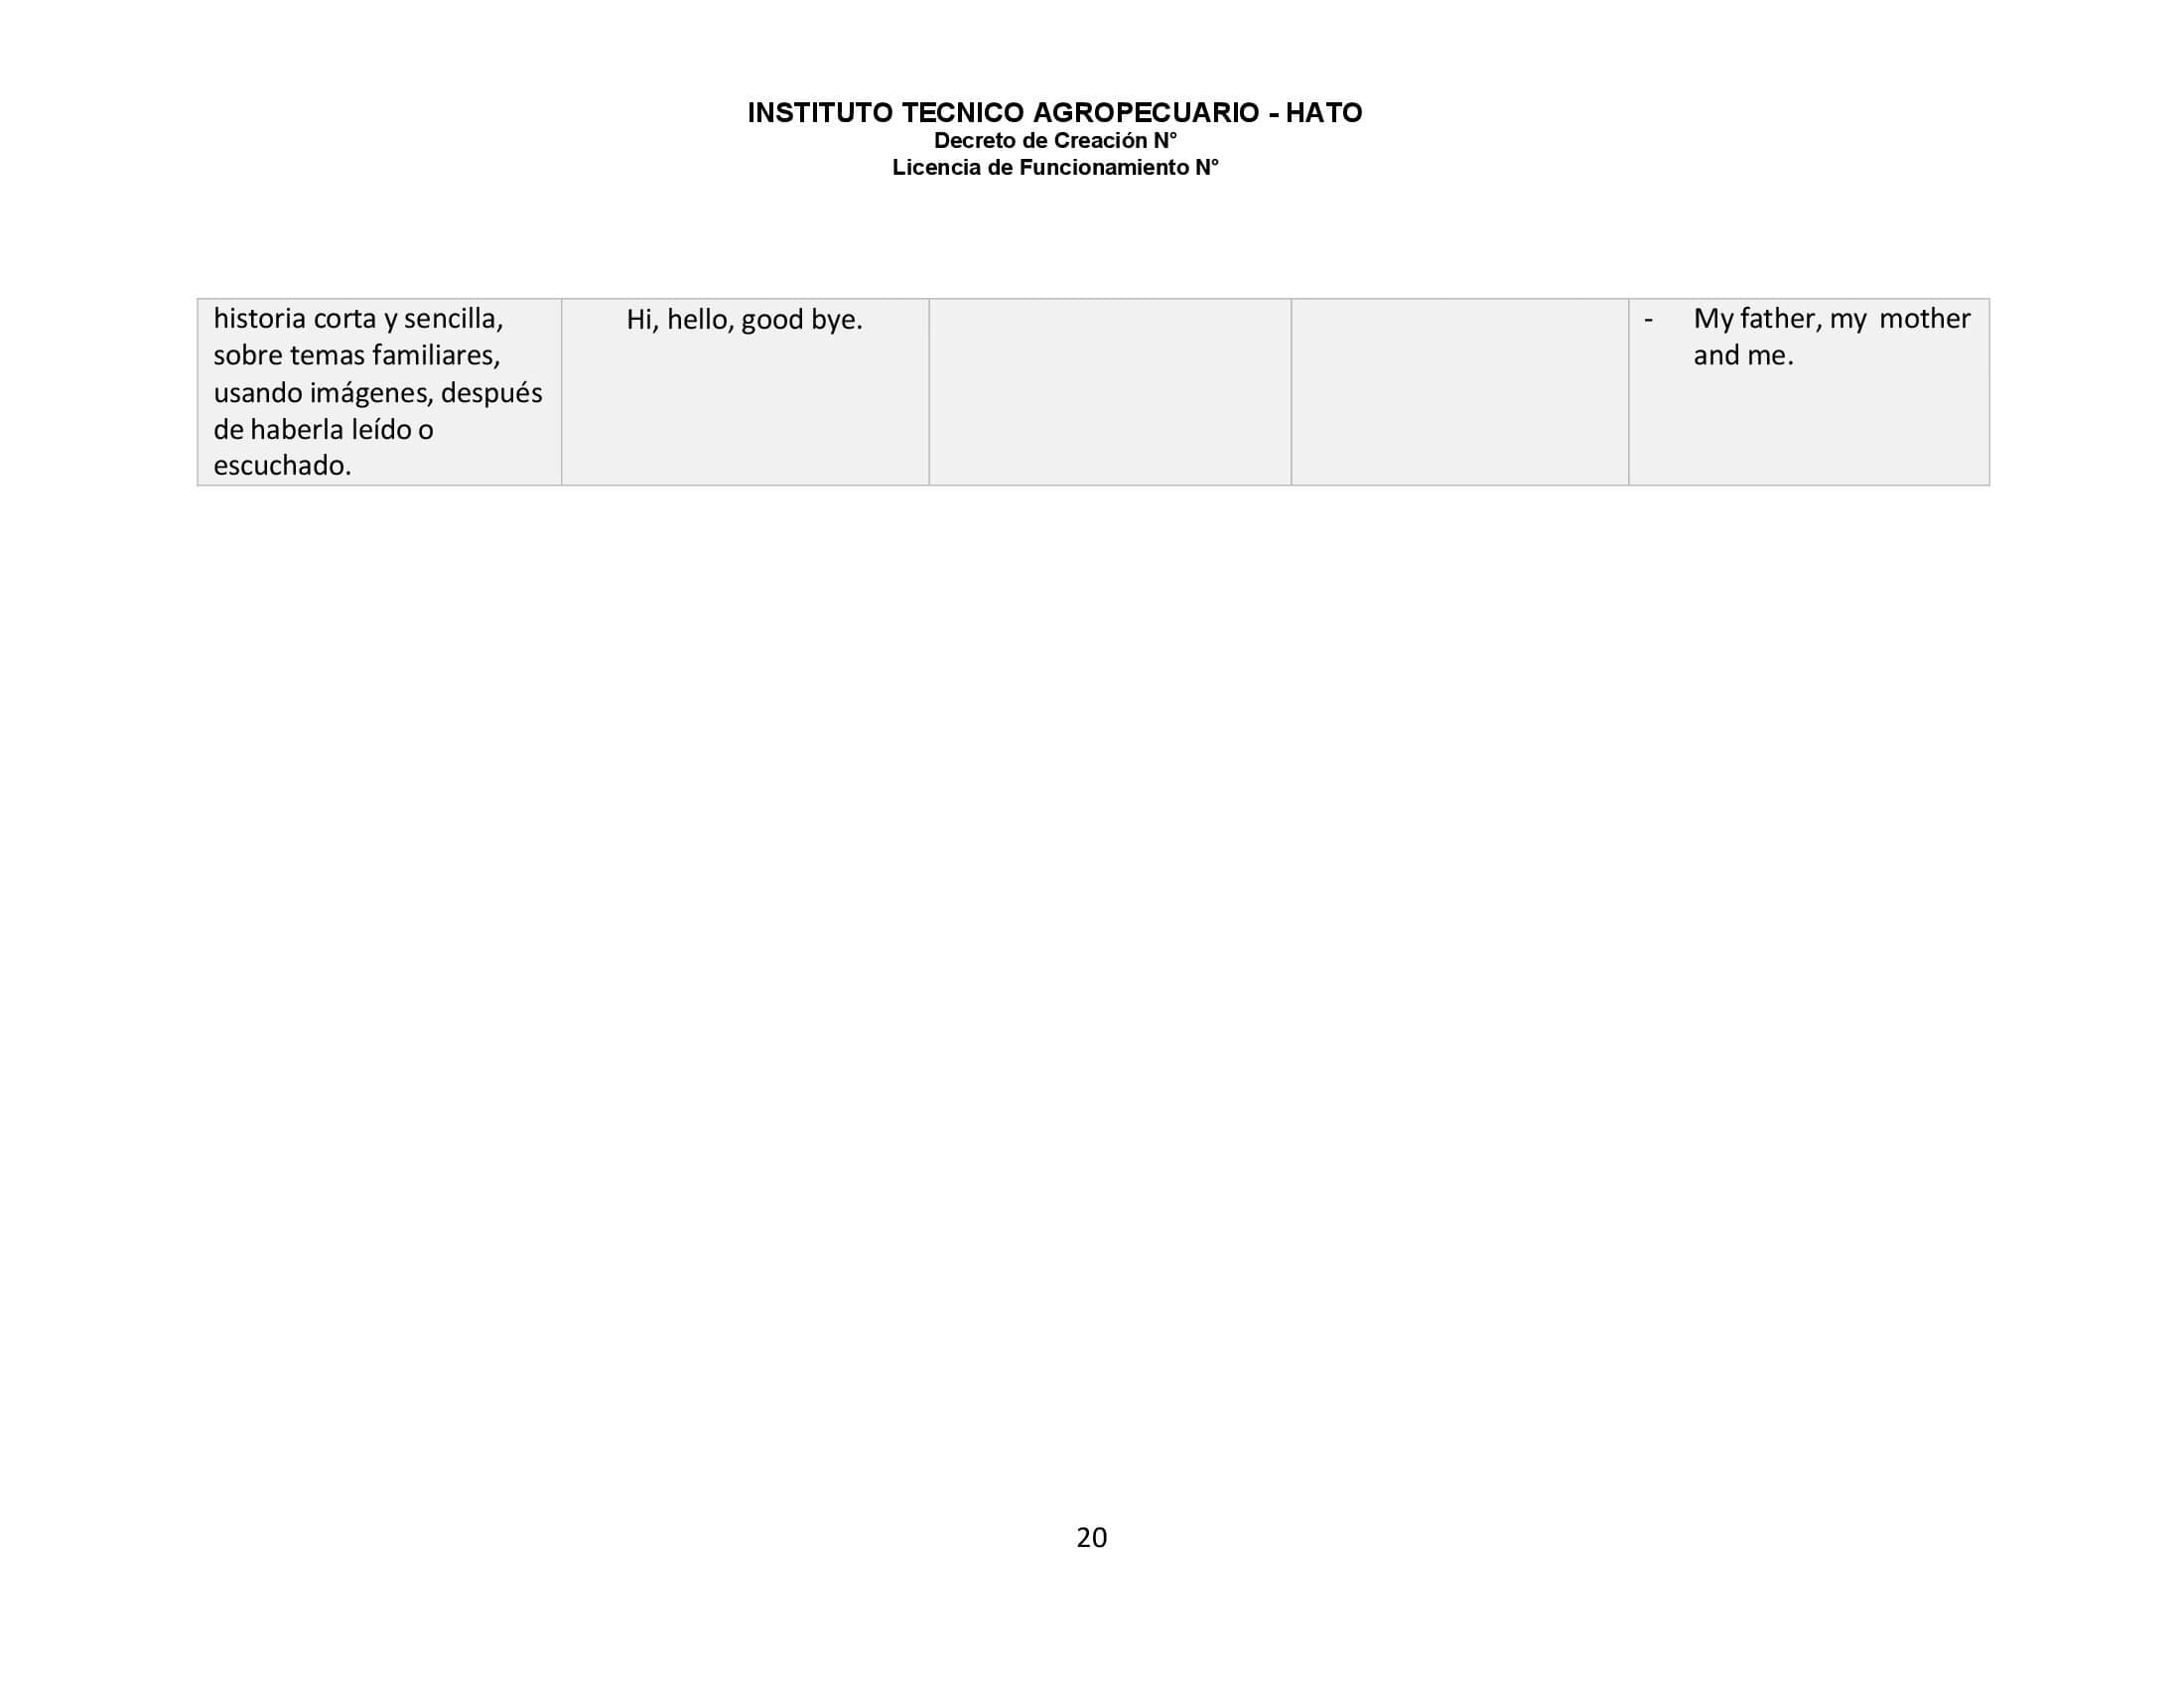 INSTITUTO TECNICO AGROPECUARIO - HATO
Decreto de Creación N°
Licencia de Funcionamiento N°
historia corta y sencilla,
sobre temas familiares,
usando imágenes, después
de haberla leído o
escuchado.
Hi, hello, good bye.
- My father, my mother
and me.
20